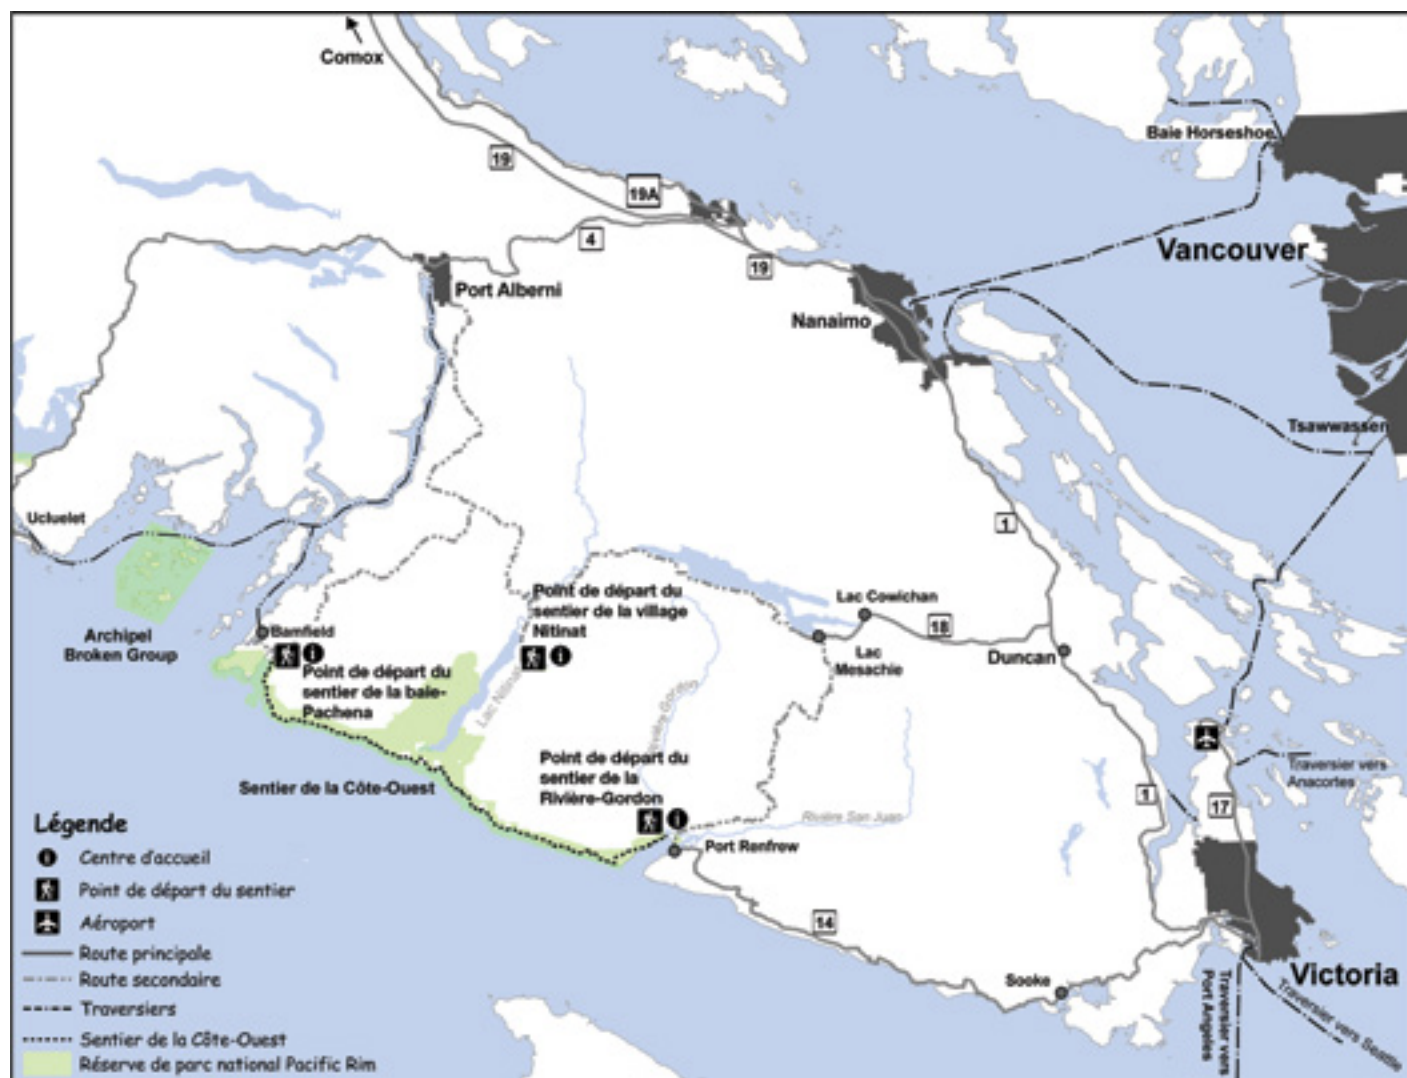 Comox
19
19A
4
19
Baie Horseshoe
Vancouver
Port Alberni
Nanaimo
Tsawwassen
1
Ucluelet
Archipel
Broken Group
Bamfield
Point de départ du
sentier de la baie-
Pachena
Point de départ du
sentier de la village
Nitinat
Lac Nitinat
Lac Cowichan
18
Lac
Mesachie
Duncan
Rivière Gordon
Sentier de la Côte-Ouest
Point de départ du
sentier de la
Rivière-Gordon
Port Renfrew
Rivière San Juan
1
17
Traversier vers
Anacortes
14
Sooke
Victoria
Traversier vers
Port Angeles
Traversier vers Seattle
Légende
Centre d'accueil
Point de départ du sentier
Aéroport
Route principale
Route secondaire
Traversiers
Sentier de la Côte-Ouest
Réserve de parc national Pacific Rim